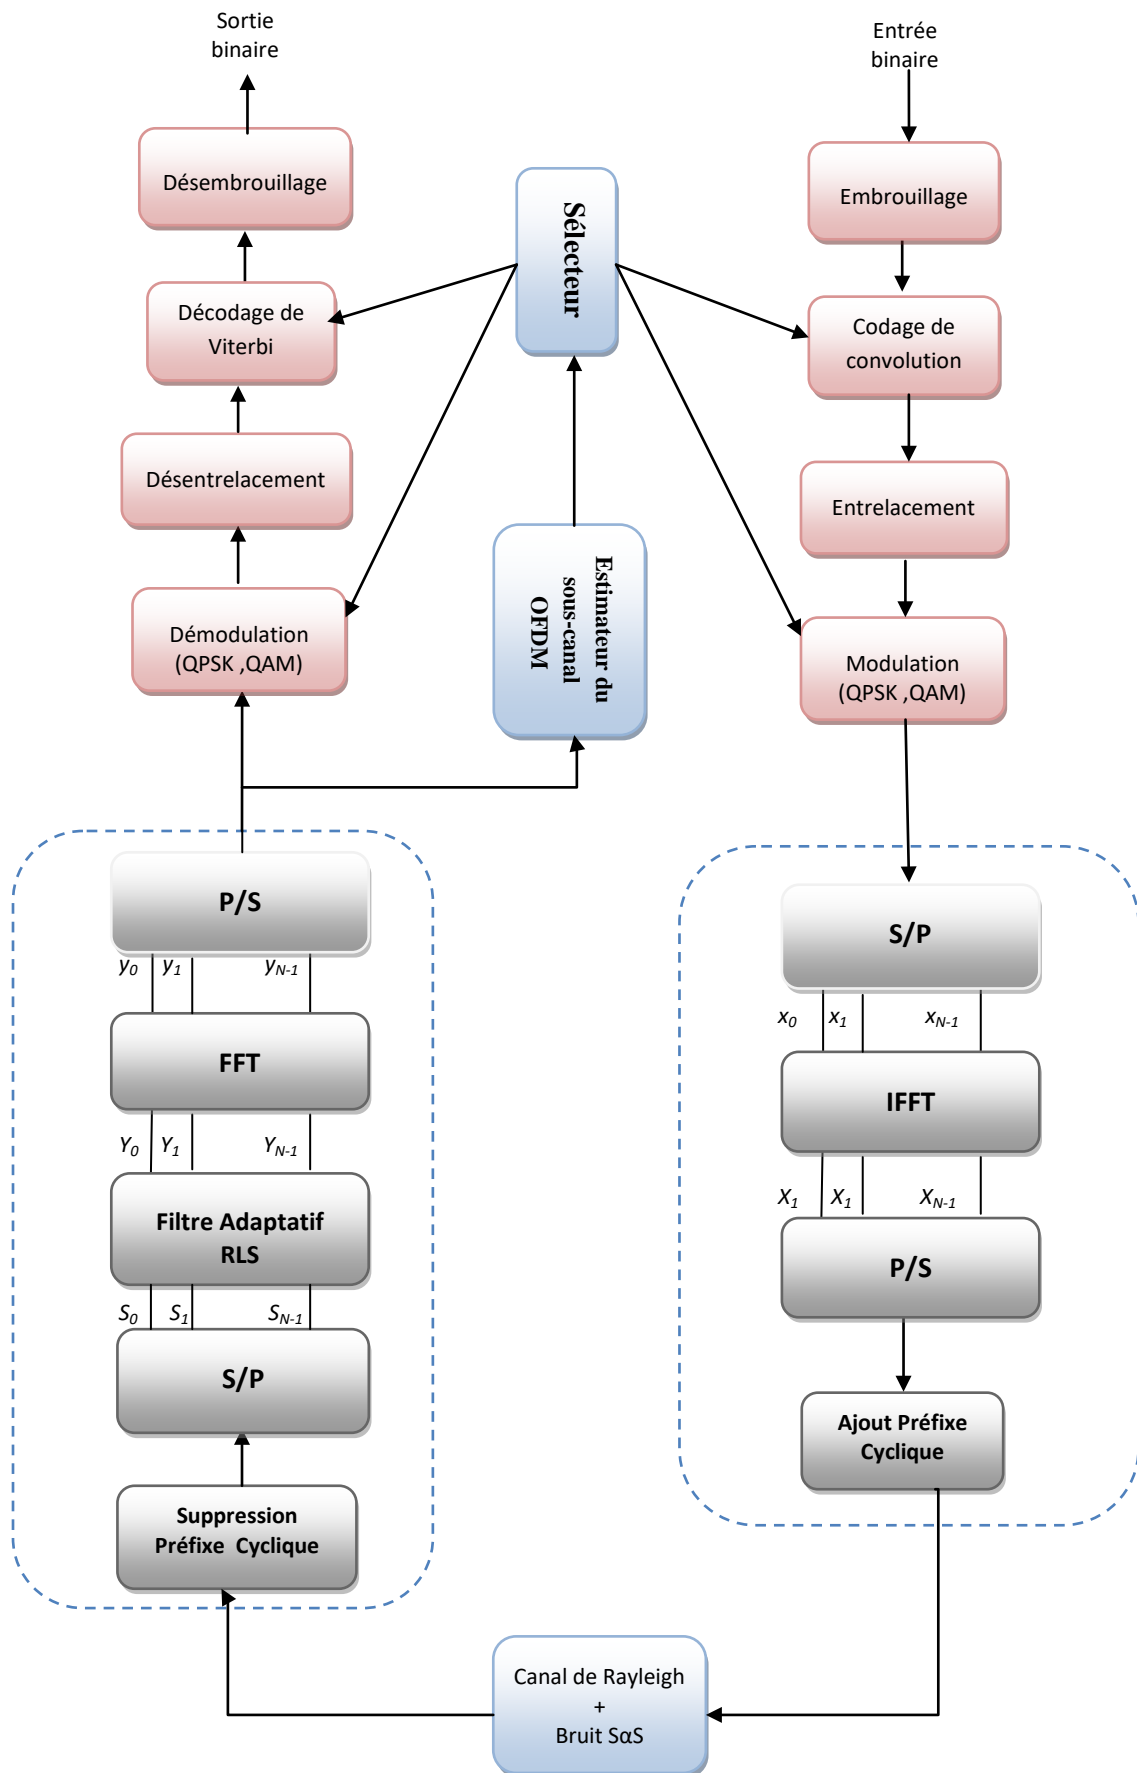 Sortie
binaire
Entrée
binaire
Désembrouillage
Sélecteur
Embrouillage
Décodage de
Viterbi
Codage de
convolution
Désentrelacement
Entrelacement
Estimateur du
sous-canal
OFDM
Démodulation
(QPSK ,QAM)
Modulation
(QPSK ,QAM)
P/S
y0 y1 yN-1
FFT
Y0 Y1 YN-1
Filtre Adaptatif
RLS
S0 S1 SN-1
S/P
Suppression
Préfixe Cyclique
S/P
x0 x1 xN-1
IFFT
X1 X1 XN-1
P/S
Ajout Préfixe
Cyclique
Canal de Rayleigh
+
Bruit SαS